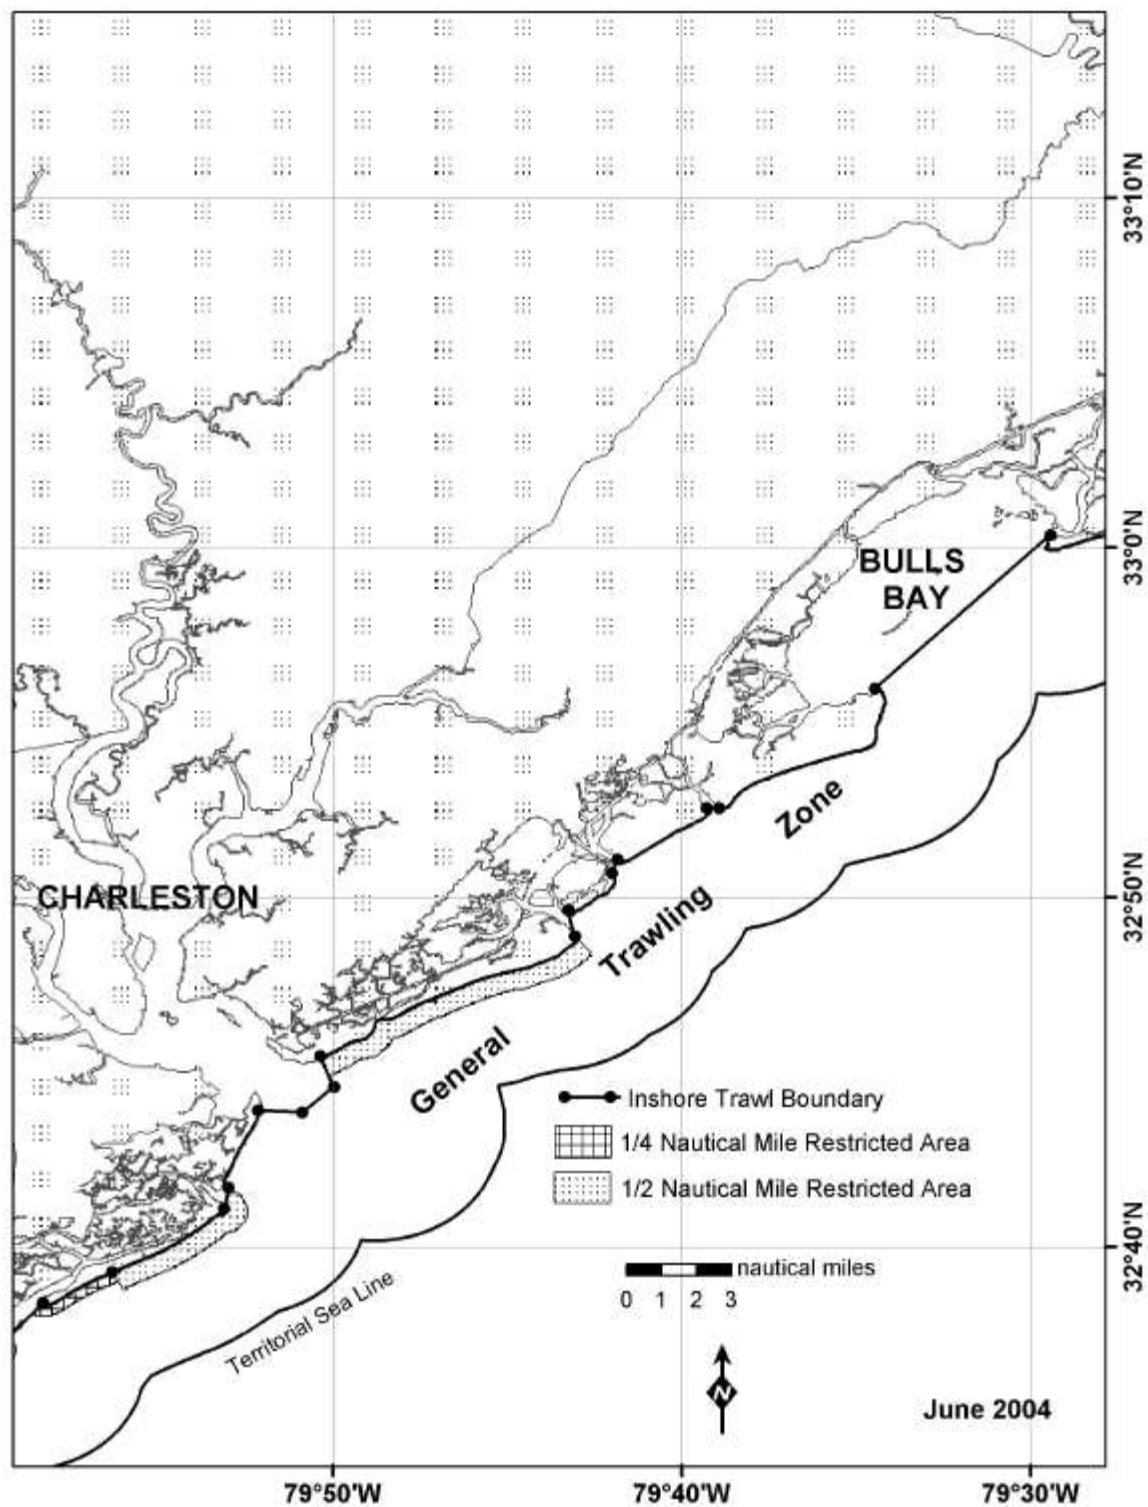 33°10'N
33°0'N
BULLS
BAY
Zone
CHARLESTON
32°50'N
Trawling
General
Inshore Trawl Boundary
1/4 Nautical Mile Restricted Area
1/2 Nautical Mile Restricted Area
32°40'N
nautical miles
0 1 2 3
Territorial Sea Line
N
June 2004
79°50'W 79°40'W 79°30'W